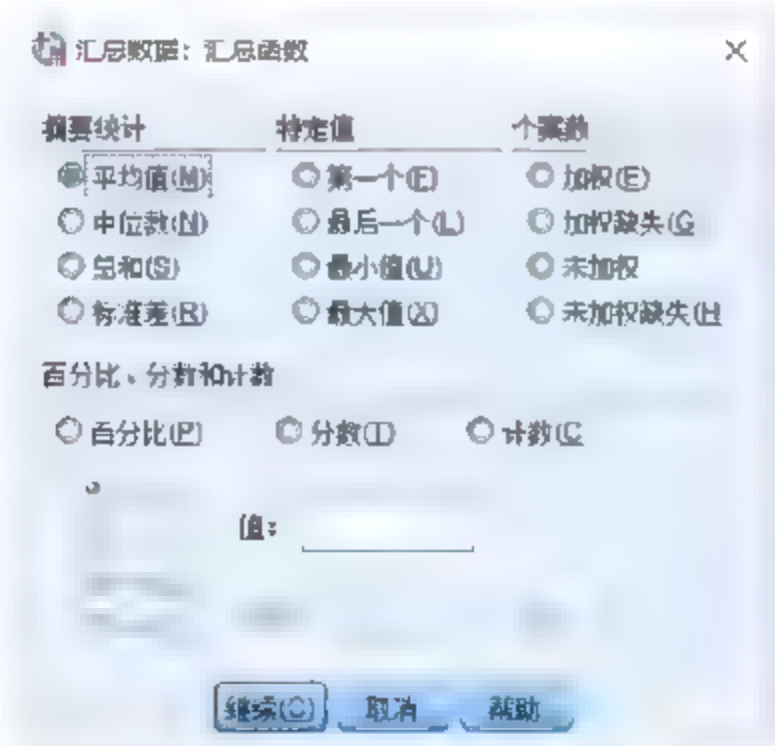 汇总数据：汇总函数
摘要统计 特定值 个案数
平均值(M) 第一个(F) 加权(E)
中位数(N) 最后一个(L) 加权缺失(G
总和(S) 最小值(U) 未加权
标准差(R) 最大值(X) 未加权缺失(H
百分比、分数和计数
百分比(P) 分数(T) 计数(C
值：
继续(C) 取消 帮助